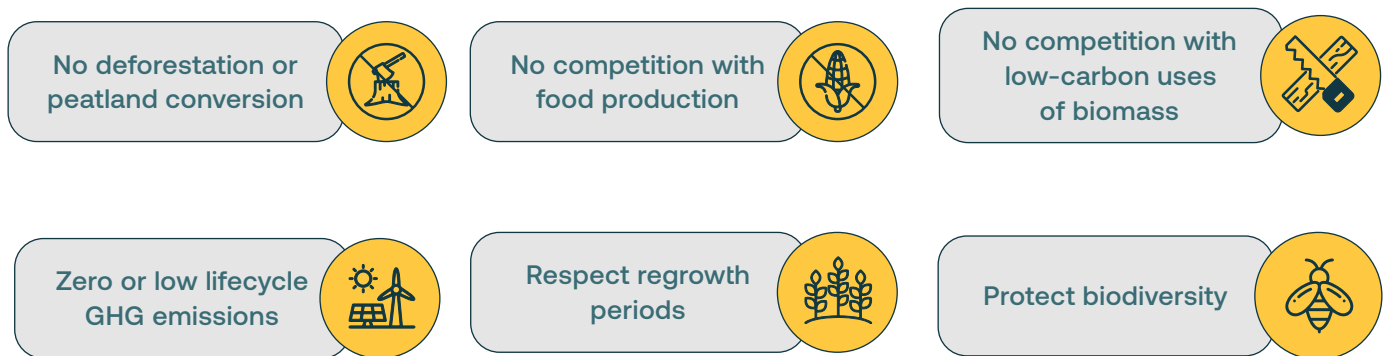 No deforestation or
peatland conversion
No competition with
food production
No competition with
low-carbon uses
of biomass
Zero or low lifecycle
GHG emissions
Respect regrowth
periods
Protect biodiversity